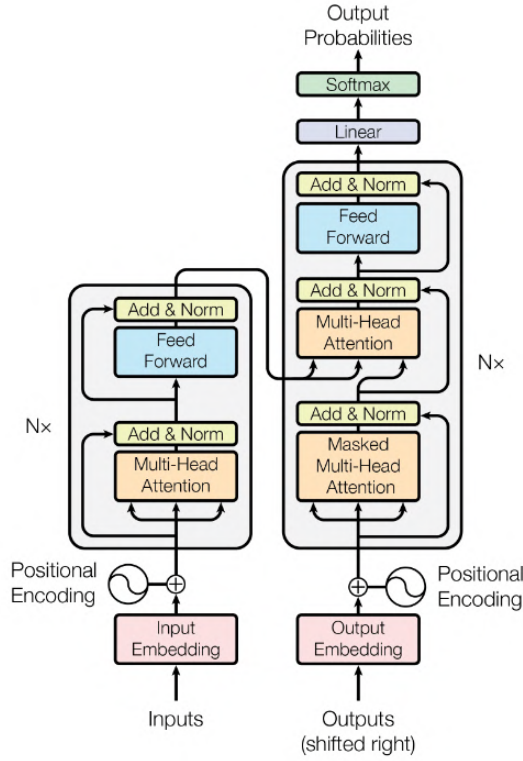 Output
Probabilities
Softmax
Linear
Add & Norm
Feed
Forward
Add & Norm
Multi-Head
Attention
Add & Norm
Masked
Multi-Head
Attention
Nx
Positional
Encoding
Output
Embedding
Outputs
(shifted right)
Add & Norm
Feed
Forward
Add & Norm
Multi-Head
Attention
Nx
Positional
Encoding
Input
Embedding
Inputs